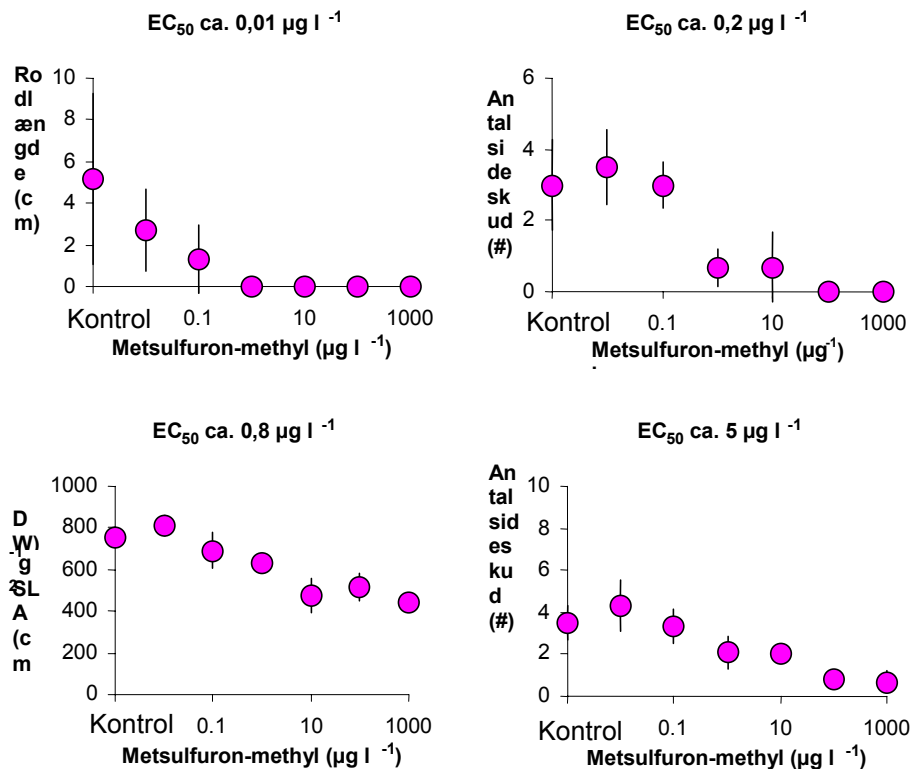 EC50 ca. 0,01 µg l -1
Ro
dl
æn
gd
e
(c
m)
10
8
6
4
2
0
Kontrol 0.1 10 1000
Metsulfuron-methyl (µg l -1)
EC50 ca. 0,2 µg l -1
An
tal
si
de
sk
ud
(#)
6
4
2
0
Kontrol 0.1 10 1000
Metsulfuron-methyl (µg-1)
EC50 ca. 0,8 µg l -1
D
W)
-1
g
2
SL
A
(c
m
1000
800
600
400
200
0
Kontrol 0.1 10 1000
Metsulfuron-methyl (µg l -1)
EC50 ca. 5 µg l -1
An
tal
sid
es
ku
d
(#)
10
8
6
4
2
0
Kontrol 0.1 10 1000
Metsulfuron-methyl (µg l -1)